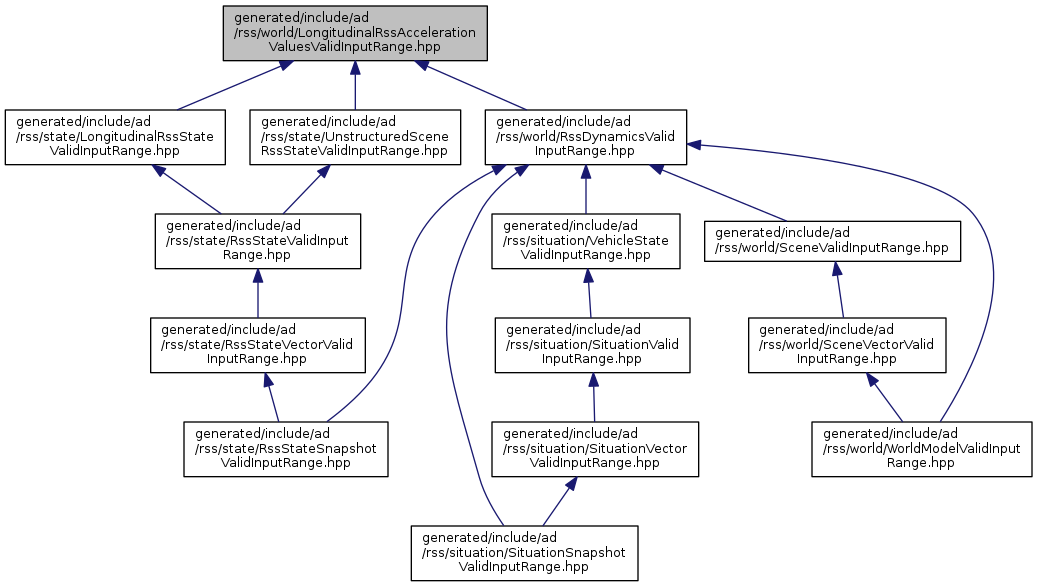 generated/include/ad
/rss/world/LongitudinalRssAcceleration
ValuesValidInputRange.hpp
generated/include/ad
/rss/state/LongitudinalRssState
ValidInputRange.hpp
generated/include/ad
/rss/state/UnstructuredScene
RssStateValidInputRange.hpp
generated/include/ad
/rss/world/RssDynamicsValid
InputRange.hpp
generated/include/ad
/rss/state/RssStateValidInput
Range.hpp
generated/include/ad
/rss/situation/VehicleState
ValidInputRange.hpp
generated/include/ad
/rss/world/SceneValidInputRange.hpp
generated/include/ad
/rss/state/RssStateVectorValid
InputRange.hpp
generated/include/ad
/rss/situation/SituationValid
InputRange.hpp
generated/include/ad
/rss/world/SceneVectorValid
InputRange.hpp
generated/include/ad
/rss/state/RssStateSnapshot
ValidInputRange.hpp
generated/include/ad
/rss/situation/SituationVector
ValidInputRange.hpp
generated/include/ad
/rss/world/WorldModelValidInput
Range.hpp
generated/include/ad
/rss/situation/SituationSnapshot
ValidInputRange.hpp